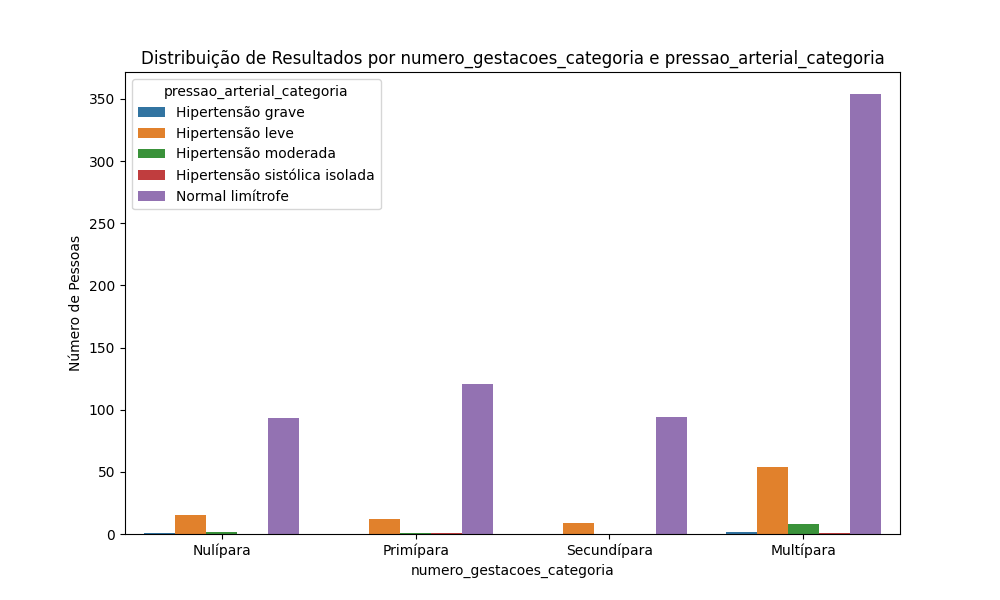 Distribuição de Resultados por numero_gestacoes_categoria e pressao_arterial_categoria
pressao_arterial_categoria
Hipertensão grave
Hipertensão leve
Hipertensão moderada
Hipertensão sistólica isolada
Normal limítrofe
Número de Pessoas
350
300
250
200
150
100
50
0
Nulípara
Primípara
Secundípara
Multípara
numero_gestacoes_categoria